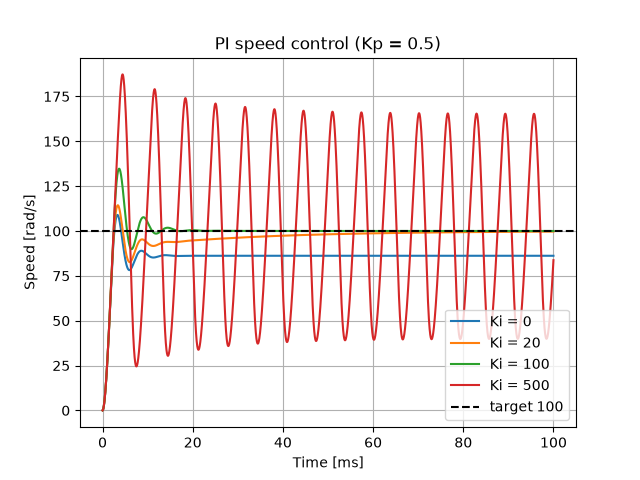 PI speed control (Kp = 0.5)
Speed [rad/s]
175
150
125
100
75
50
25
0
0 20 40 60 80 100
Time [ms]
Ki = 0
Ki = 20
Ki = 100
Ki = 500
target 100